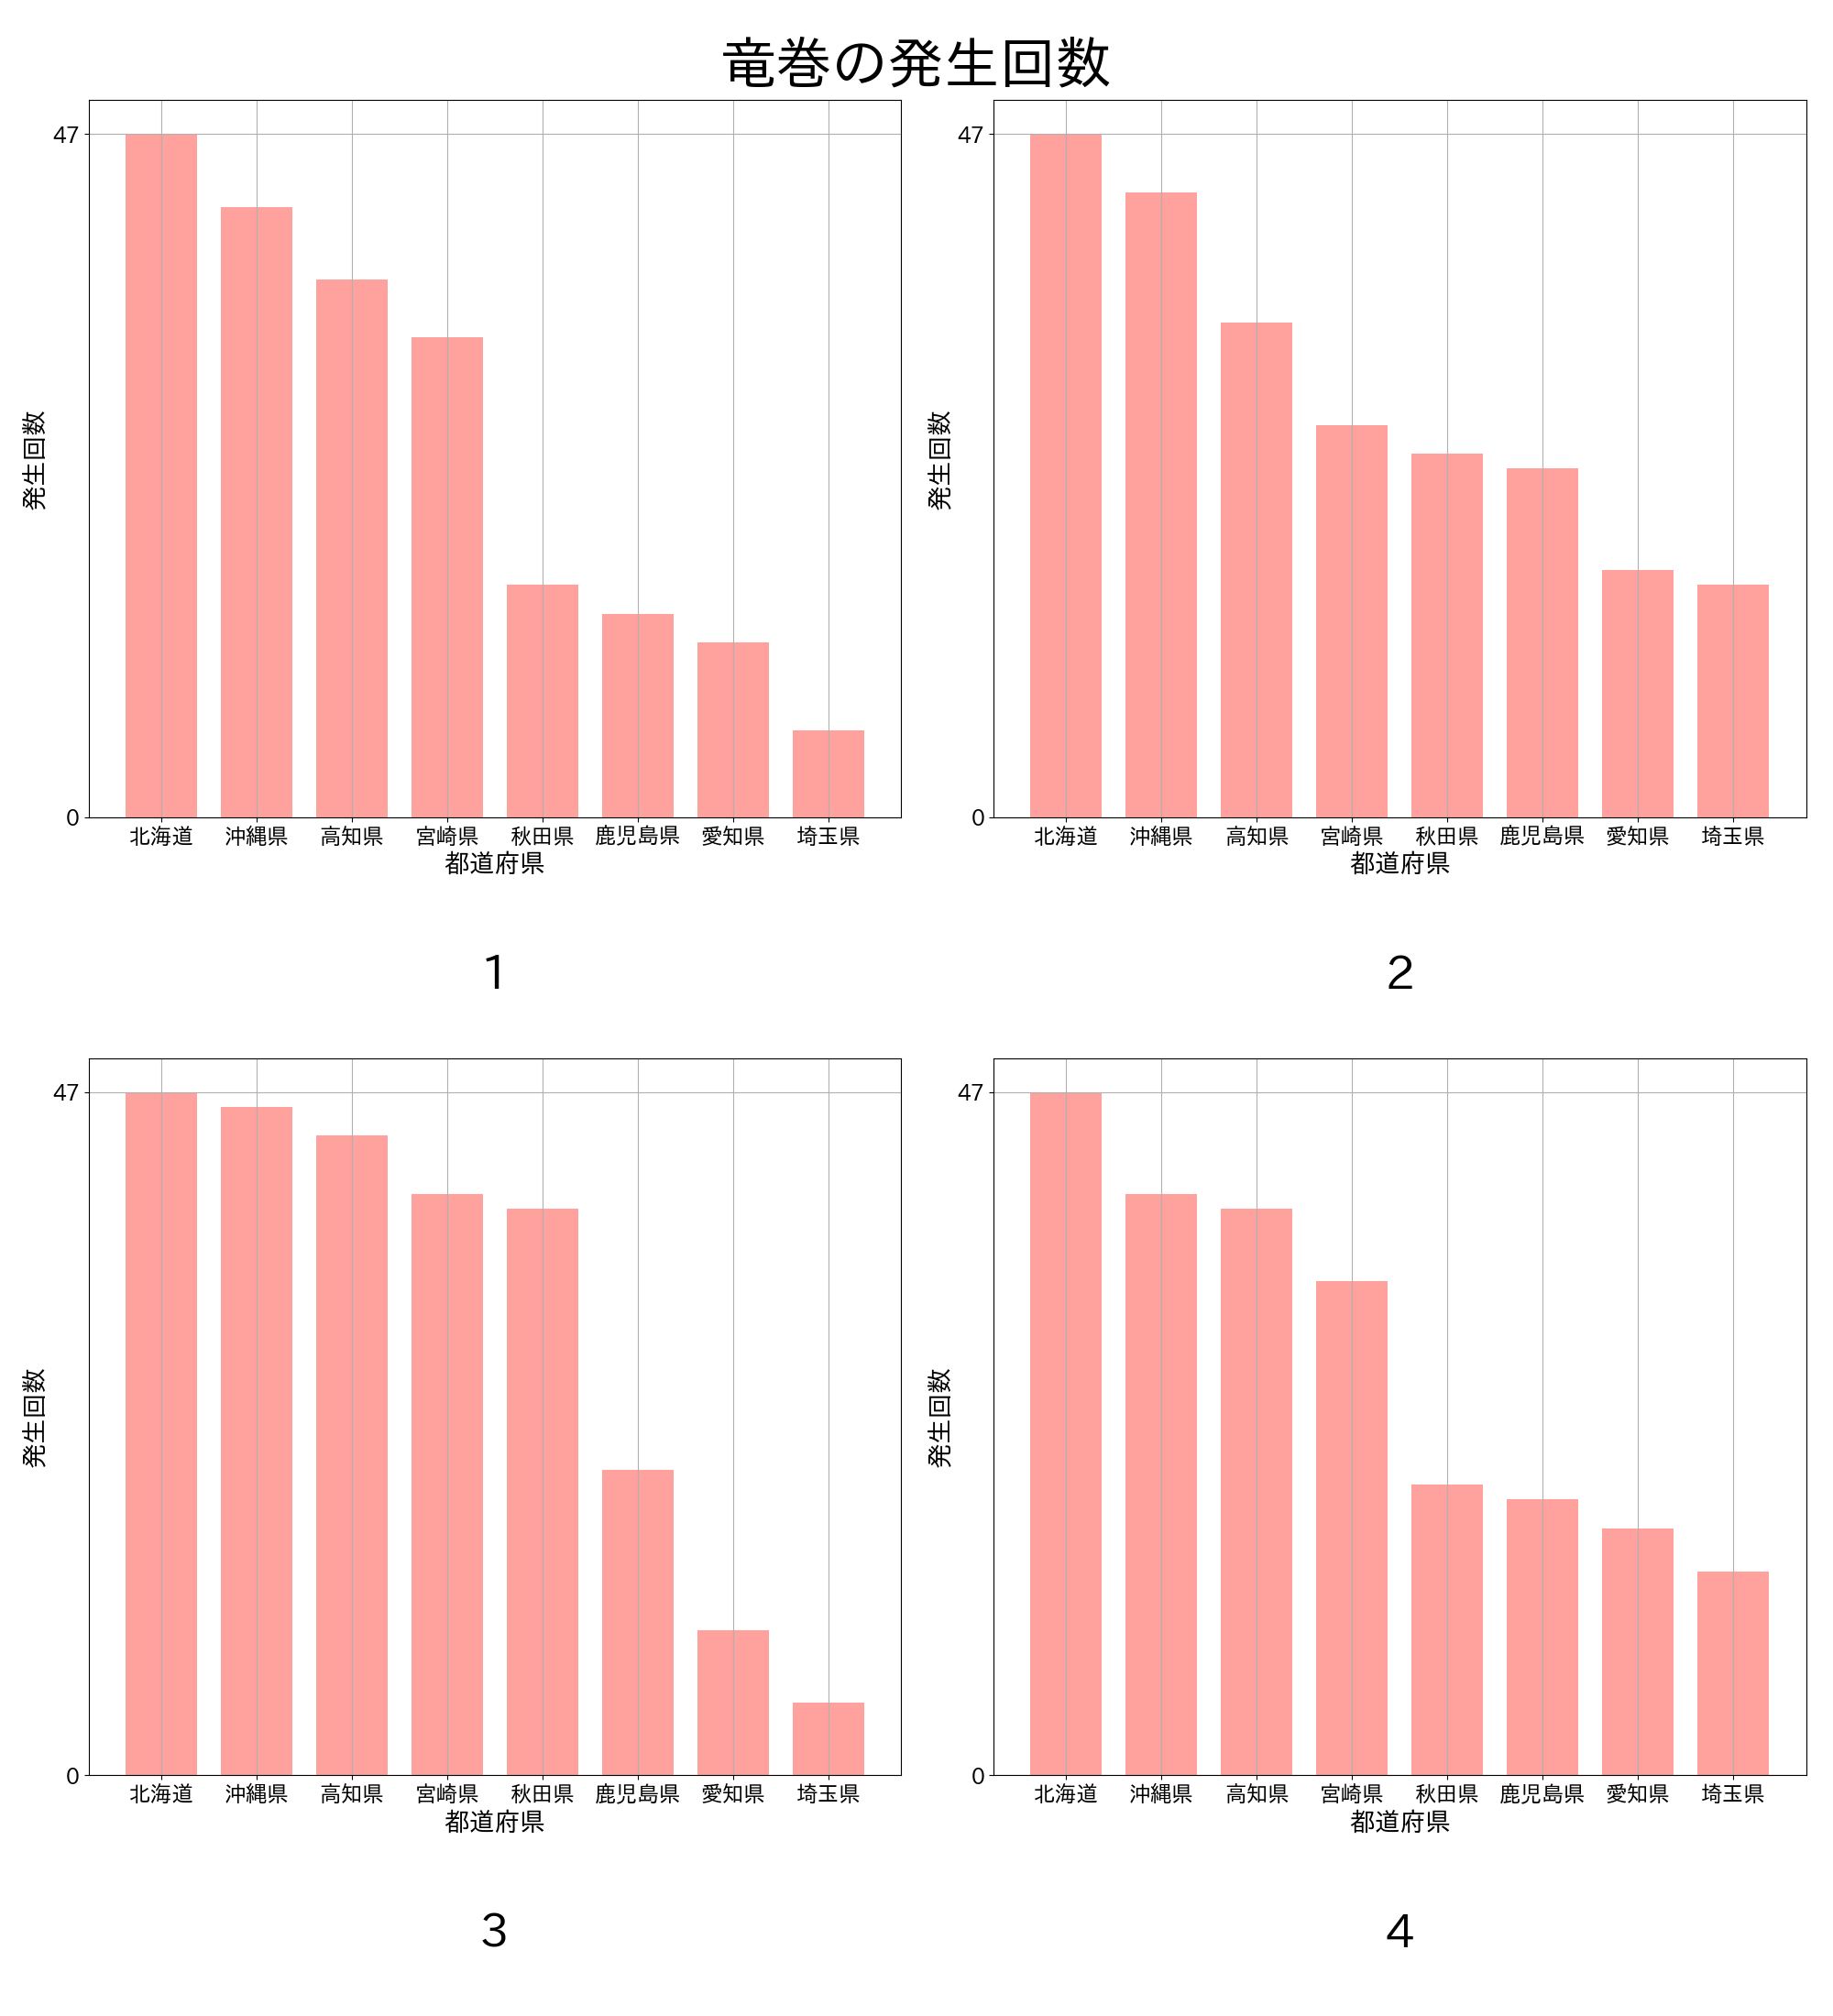 竜巻の発生回数
47
0
発生回数
北海道 沖縄県 高知県 宮崎県 秋田県 鹿児島県 愛知県 埼玉県
都道府県
1
47
0
発生回数
北海道 沖縄県 高知県 宮崎県 秋田県 鹿児島県 愛知県 埼玉県
都道府県
2
47
0
発生回数
北海道 沖縄県 高知県 宮崎県 秋田県 鹿児島県 愛知県 埼玉県
都道府県
3
47
0
発生回数
北海道 沖縄県 高知県 宮崎県 秋田県 鹿児島県 愛知県 埼玉県
都道府県
4